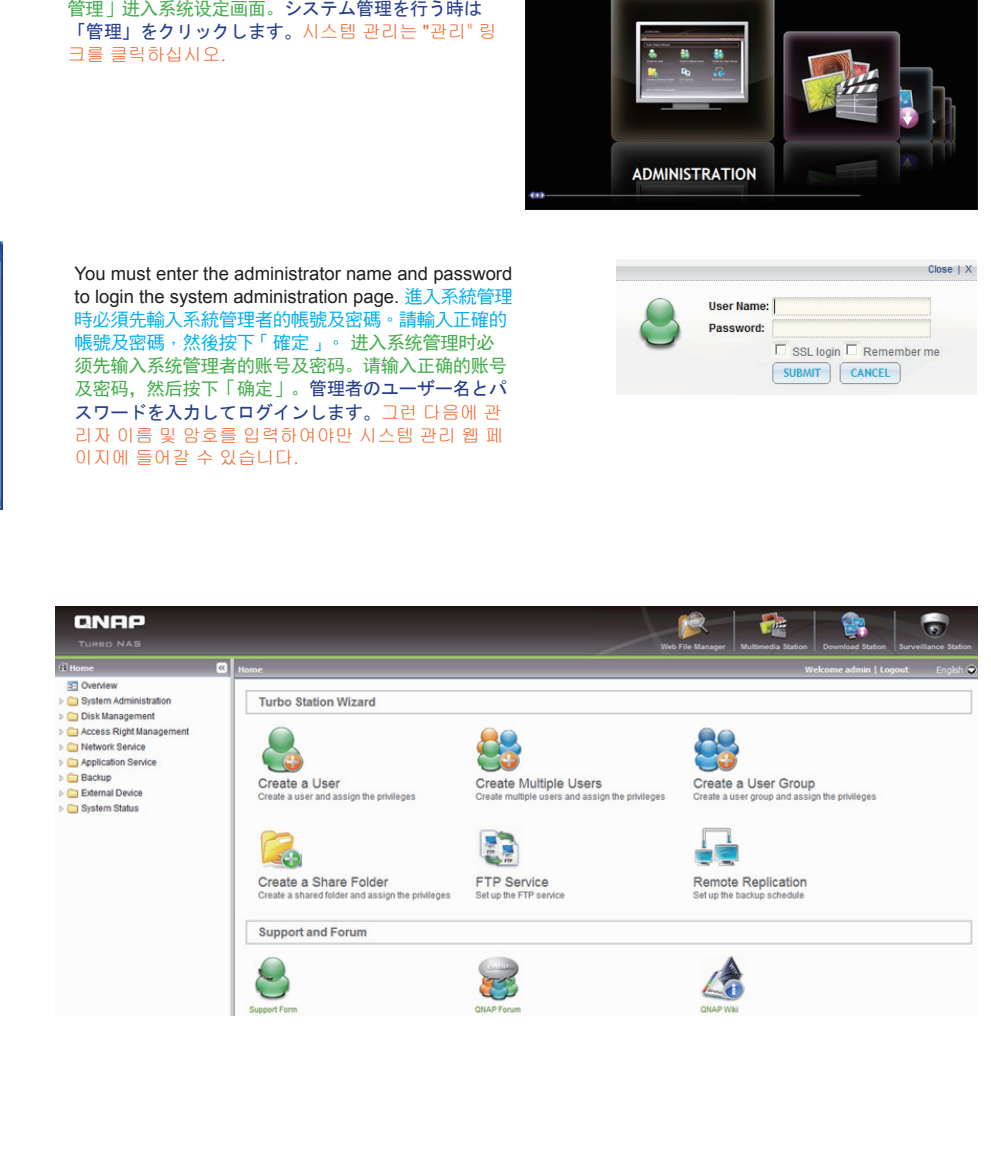 管理」进入系统设定画面。システム管理を行う時は
「管理」をクリックします。시스템 관리는 "관리" 링
크를 클릭하십시오.
ADMINISTRATION
You must enter the administrator name and password
to login the system administration page. 進入系統管理
時必須先輸入系統管理者的帳號及密碼。請輸入正確的
帳號及密碼，然後按下「確定 」。 进入系统管理时必
须先输入系统管理者的账号及密码。请输入正确的账号
及密码，然后按下「确定」。管理者のユーザー名とパ
スワードを入力してログインします。그런 다음에 관
리자 이름 및 암호를 입력하여야만 시스템 관리 웹 페
이지에 들어갈 수 있습니다.
Close | X
User Name:
Password:
SSL login Remember me
SUBMIT CANCEL
QNAP
TURBO NAS
Web File Manager Multimedia Station Download Station Surveillance Station
Home
Home Welcome admin | Logout English
Overview
System Administration
Disk Management
Access Right Management
Network Service
Application Service
Backup
External Device
System Status
Turbo Station Wizard
Create a User
Create a user and assign the privileges
Create Multiple Users
Create multiple users and assign the privileges
Create a User Group
Create a user group and assign the privileges
Create a Share Folder
Create a shared folder and assign the privileges
FTP Service
Set up the FTP service
Remote Replication
Set up the backup schedule
Support and Forum
Support Form
QNAP Forum
QNAP Wiki